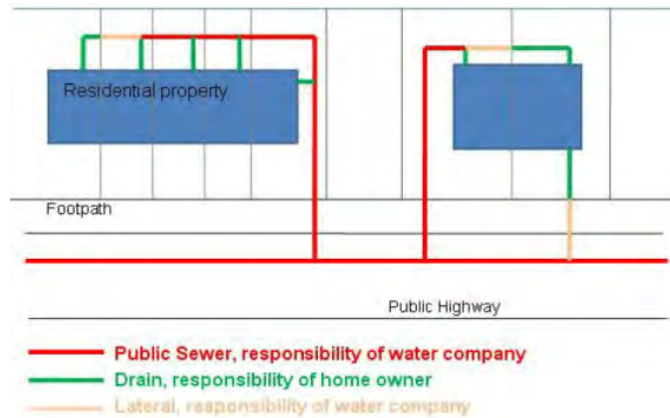 Residential property
Footpath
Public Highway
Public Sewer, responsibility of water company
Drain, responsibility of home owner
Lateral, responsibility of water company